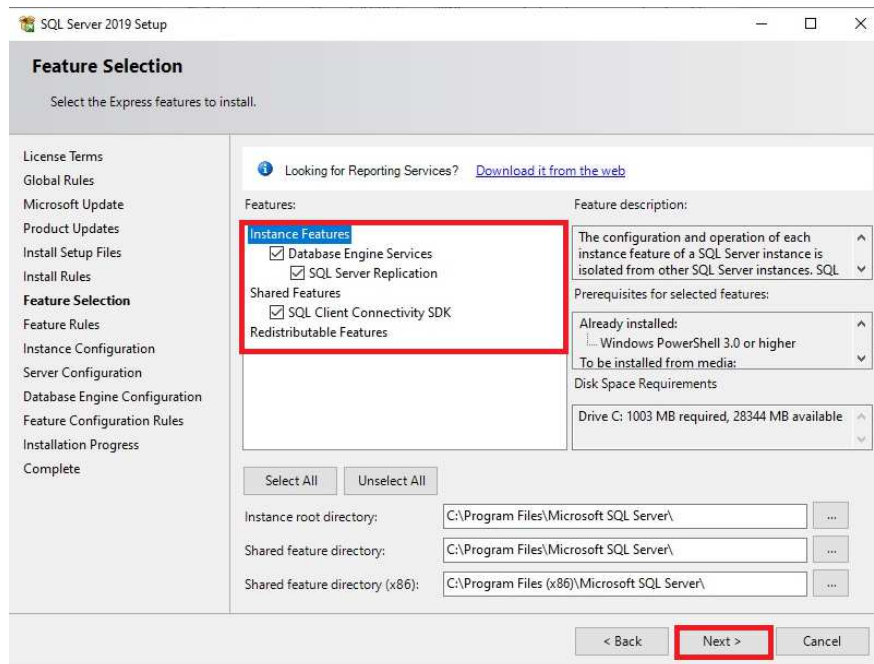 SQL Server 2019 Setup
Feature Selection
Select the Express features to install.
License Terms
Global Rules
Microsoft Update
Product Updates
Install Setup Files
Install Rules
Feature Selection
Feature Rules
Instance Configuration
Server Configuration
Database Engine Configuration
Feature Configuration Rules
Installation Progress
Complete
Looking for Reporting Services? Download it from the web
Features:
Instance Features
Database Engine Services
SQL Server Replication
Shared Features
SQL Client Connectivity SDK
Redistributable Features
Feature description:
The configuration and operation of each
instance feature of a SQL Server instance is
isolated from other SQL Server instances. SQL
Prerequisites for selected features:
Already installed:
Windows PowerShell 3.0 or higher
To be installed from media:
Disk Space Requirements
Drive C: 1003 MB required, 28344 MB available
Select All
Unselect All
Instance root directory: C:\Program Files\Microsoft SQL Server\ ...
Shared feature directory: C:\Program Files\Microsoft SQL Server\ ...
Shared feature directory (x86): C:\Program Files (x86)\Microsoft SQL Server\ ...
< Back
Next >
Cancel